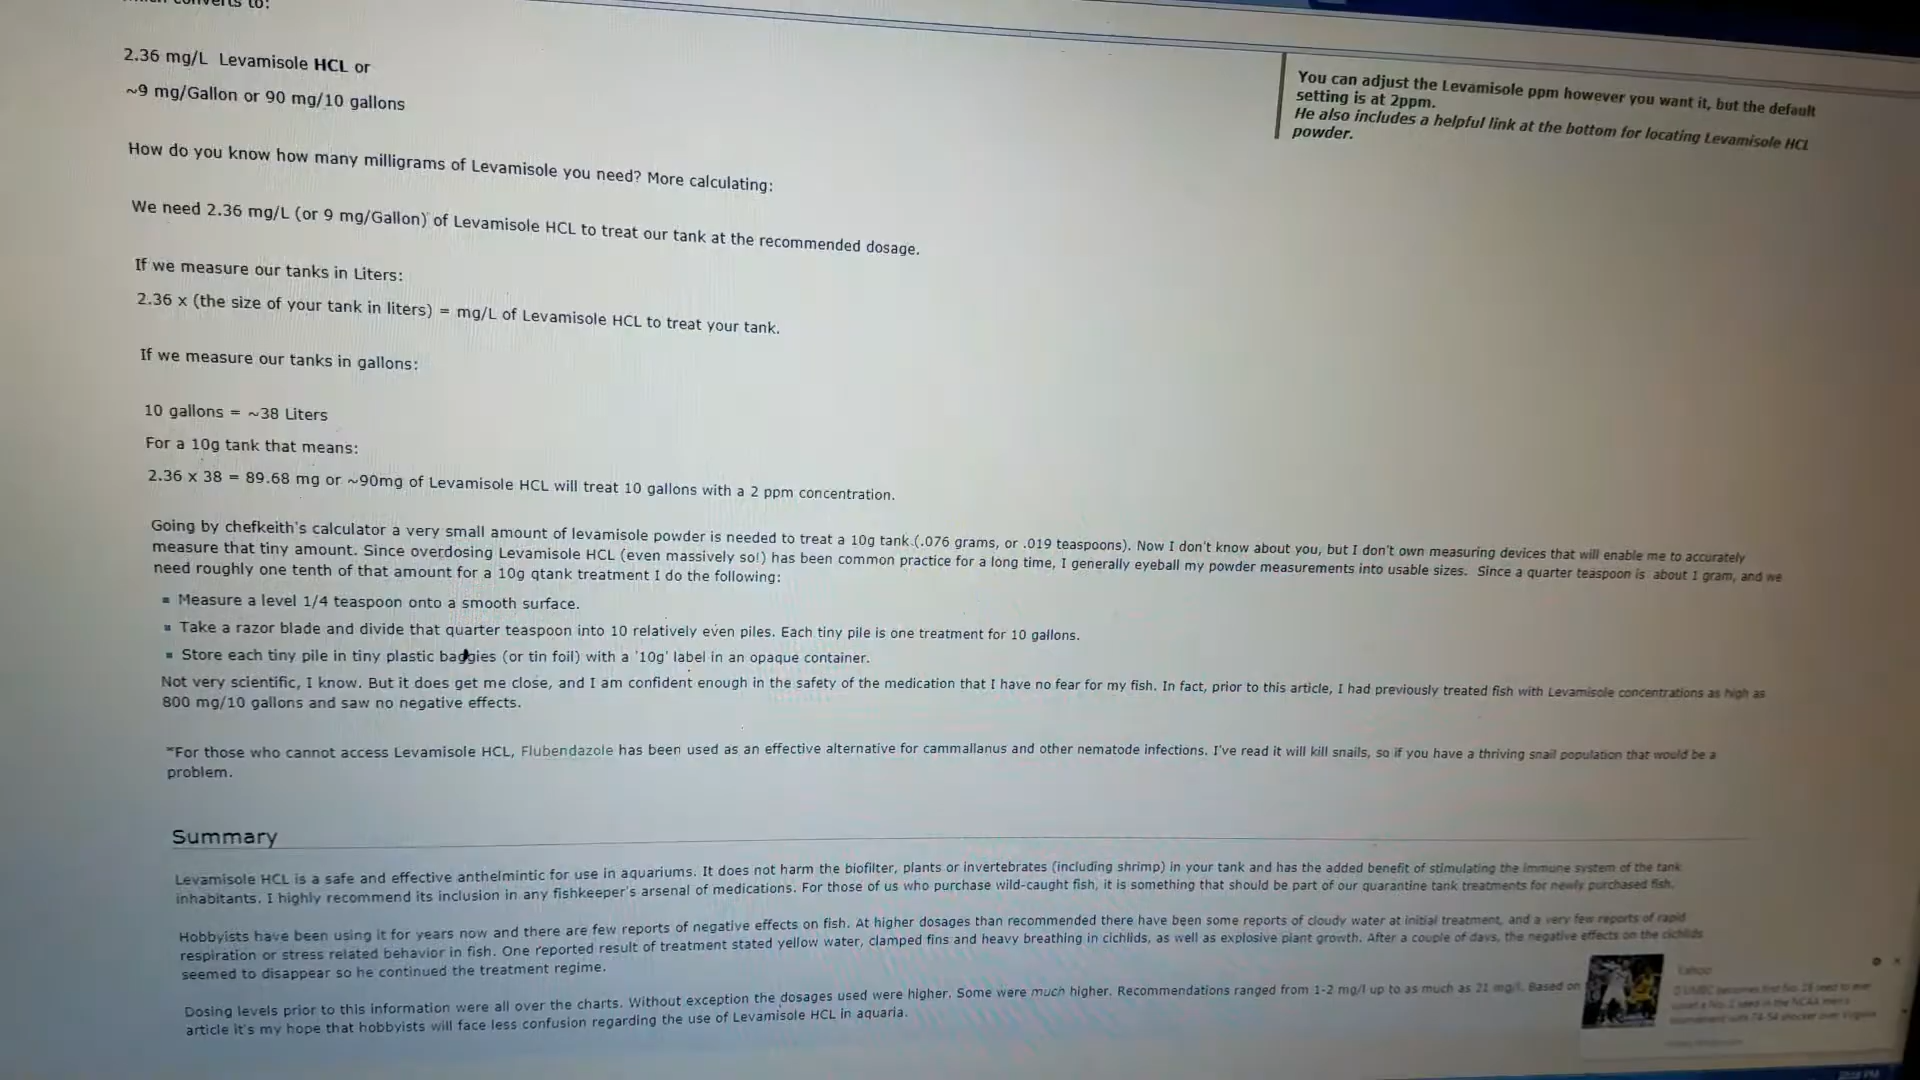 which converts to:
2.36 mg/L Levamisole HCL or
~9 mg/Gallon or 90 mg/10 gallons
You can adjust the Levamisole ppm however you want it, but the default
setting is at 2ppm.
He also includes a helpful link at the bottom for locating Levamisole HCL
powder.
How do you know how many milligrams of Levamisole you need? More calculating:
We need 2.36 mg/L (or 9 mg/Gallon) of Levamisole HCL to treat our tank at the recommended dosage.
If we measure our tanks in Liters:
2.36 x (the size of your tank in liters) = mg/L of Levamisole HCL to treat your tank.
If we measure our tanks in gallons:
10 gallons = ~38 Liters
For a 10g tank that means:
2.36 x 38 = 89.68 mg or ~90mg of Levamisole HCL will treat 10 gallons with a 2 ppm concentration.
Going by chefkeith's calculator a very small amount of levamisole powder is needed to treat a 10g tank (.076 grams, or .019 teaspoons). Now I don't know about you, but I don't own measuring devices that will enable me to accurately
measure that tiny amount. Since overdosing Levamisole HCL (even massively so!) has been common practice for a long time, I generally eyeball my powder measurements into usable sizes. Since a quarter teaspoon is about 1 gram, and we
need roughly one tenth of that amount for a 10g qtank treatment I do the following:
▪ Measure a level 1/4 teaspoon onto a smooth surface.
▪ Take a razor blade and divide that quarter teaspoon into 10 relatively even piles. Each tiny pile is one treatment for 10 gallons.
▪ Store each tiny pile in tiny plastic baggies (or tin foil) with a '10g' label in an opaque container.
Not very scientific, I know. But it does get me close, and I am confident enough in the safety of the medication that I have no fear for my fish. In fact, prior to this article, I had previously treated fish with Levamisole concentrations as high as
800 mg/10 gallons and saw no negative effects.
*For those who cannot access Levamisole HCL, Flubendazole has been used as an effective alternative for cammallanus and other nematode infections. I've read it will kill snails, so if you have a thriving snail population that would be a
problem.
Summary
Levamisole HCL is a safe and effective anthelmintic for use in aquariums. It does not harm the biofilter, plants or invertebrates (including shrimp) in your tank and has the added benefit of stimulating the immune system of the tank
inhabitants. I highly recommend its inclusion in any fishkeeper's arsenal of medications. For those of us who purchase wild-caught fish, it is something that should be part of our quarantine tank treatments for newly purchased fish.
Hobbyists have been using it for years now and there are few reports of negative effects on fish. At higher dosages than recommended there have been some reports of cloudy water at initial treatment, and a very few reports of rapid
respiration or stress related behavior in fish. One reported result of treatment stated yellow water, clamped fins and heavy breathing in cichlids, as well as explosive plant growth. After a couple of days, the negative effects on the cichlids
seemed to disappear so he continued the treatment regime.
Dosing levels prior to this information were all over the charts. Without exception the dosages used were higher. Some were much higher. Recommendations ranged from 1-2 mg/l up to as much as 21 mg/l. Based on
article it's my hope that hobbyists will face less confusion regarding the use of Levamisole HCL in aquaria.
Yahoo
UMBC becomes first No. 16 seed to ever
upset a No. 1 seed in the NCAA men's
tournament with 74-54 shocker over Virginia